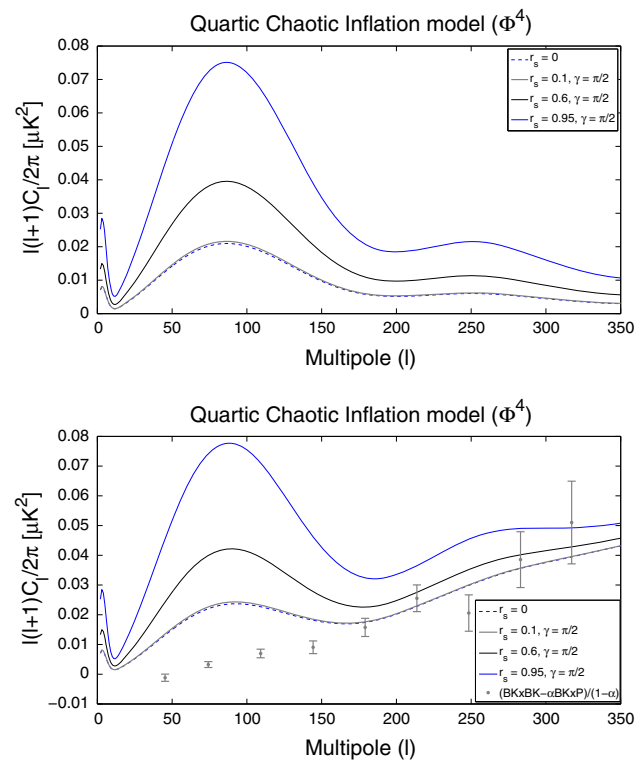 Quartic Chaotic Inflation model (Φ⁴)
l(l+1)C_l/2π [μK²]
0.08
0.07
0.06
0.05
0.04
0.03
0.02
0.01
0
r_s = 0
r_s = 0.1, γ = π/2
r_s = 0.6, γ = π/2
r_s = 0.95, γ = π/2
0 50 100 150 200 250 300 350
Multipole (l)
Quartic Chaotic Inflation model (Φ⁴)
l(l+1)C_l/2π [μK²]
0.08
0.07
0.06
0.05
0.04
0.03
0.02
0.01
0
−0.01
r_s = 0
r_s = 0.1, γ = π/2
r_s = 0.6, γ = π/2
r_s = 0.95, γ = π/2
(BKxBK−αBKxP)/(1−α)
0 50 100 150 200 250 300 350
Multipole (l)